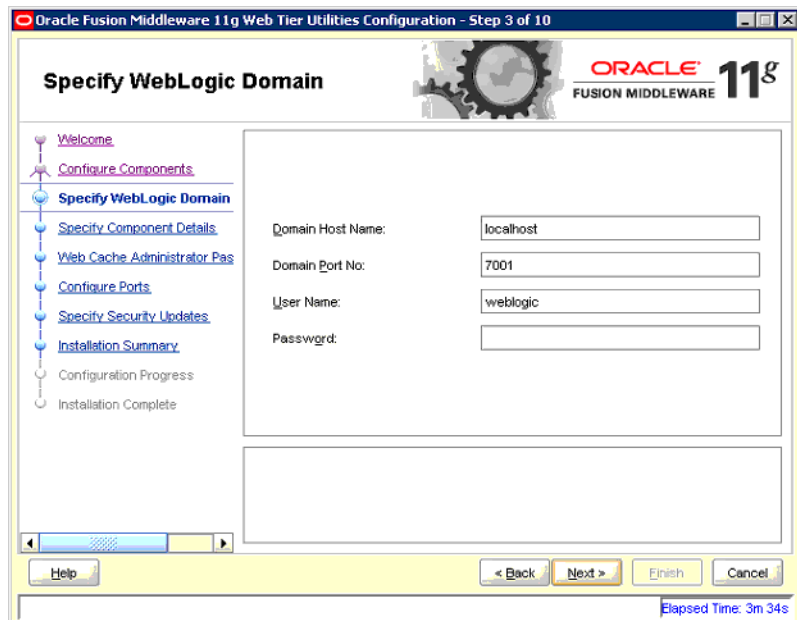 Oracle Fusion Middleware 11g Web Tier Utilities Configuration - Step 3 of 10
Specify WebLogic Domain
ORACLE
FUSION MIDDLEWARE
11g
Welcome
Configure Components
Specify WebLogic Domain
Specify Component Details
Web Cache Administrator Pas
Configure Ports
Specify Security Updates
Installation Summary
Configuration Progress
Installation Complete
Domain Host Name:
localhost
Domain Port No:
7001
User Name:
weblogic
Password:
Help
< Back
Next >
Finish
Cancel
Elapsed Time: 3m 34s